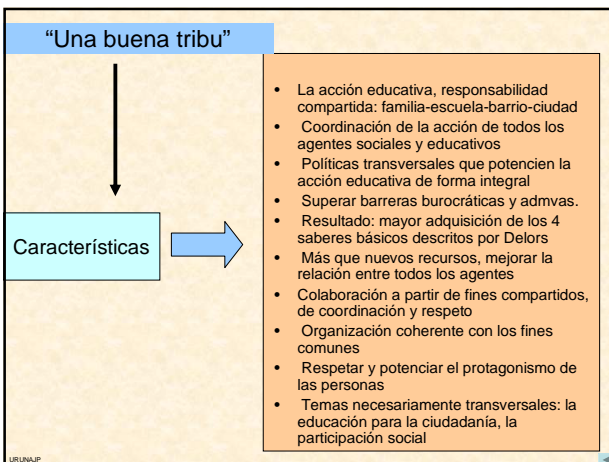 “Una buena tribu”
• La acción educativa, responsabilidad
compartida: familia-escuela-barrio-ciudad
• Coordinación de la acción de todos los
agentes sociales y educativos
• Políticas transversales que potencien la
acción educativa de forma integral
• Superar barreras burocráticas y admvas.
• Resultado: mayor adquisición de los 4
saberes básicos descritos por Delors
• Más que nuevos recursos, mejorar la
relación entre todos los agentes
• Colaboración a partir de fines compartidos,
de coordinación y respeto
• Organización coherente con los fines
comunes
• Respetar y potenciar el protagonismo de
las personas
• Temas necesariamente transversales: la
educación para la ciudadanía, la
participación social
Característícas
URUNAJP